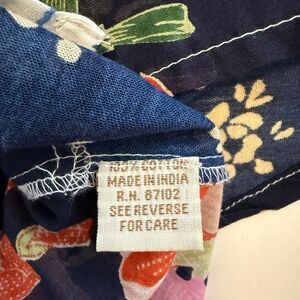 100% COTTON
MADE IN INDIA
R.N. 87102
SEE REVERSE
FOR CARE